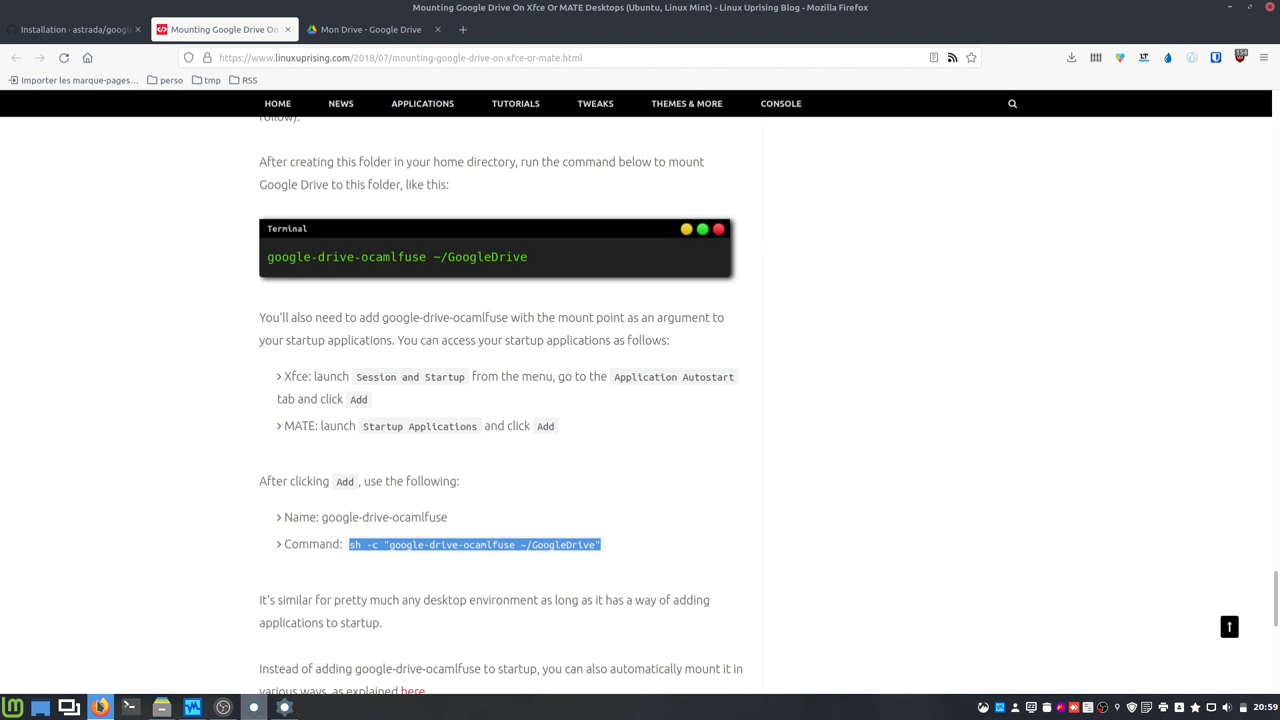 Mounting Google Drive On Xfce Or MATE Desktops (Ubuntu, Linux Mint) - Linux Uprising Blog - Mozilla Firefox
Installation · astrada/googl
Mounting Google Drive On
Mon Drive - Google Drive
https://www.linuxuprising.com/2018/07/mounting-google-drive-on-xfce-or-mate.html
Importer les marque-pages… perso tmp RSS
HOME NEWS APPLICATIONS TUTORIALS TWEAKS THEMES & MORE CONSOLE
follow).
After creating this folder in your home directory, run the command below to mount
Google Drive to this folder, like this:
Terminal
google-drive-ocamlfuse ~/GoogleDrive
You'll also need to add google-drive-ocamlfuse with the mount point as an argument to
your startup applications. You can access your startup applications as follows:
Xfce: launch Session and Startup from the menu, go to the Application Autostart
tab and click Add
MATE: launch Startup Applications and click Add
After clicking Add, use the following:
Name: google-drive-ocamlfuse
Command: sh -c "google-drive-ocamlfuse ~/GoogleDrive"
It's similar for pretty much any desktop environment as long as it has a way of adding
applications to startup.
Instead of adding google-drive-ocamlfuse to startup, you can also automatically mount it in
various ways, as explained here.
20:59